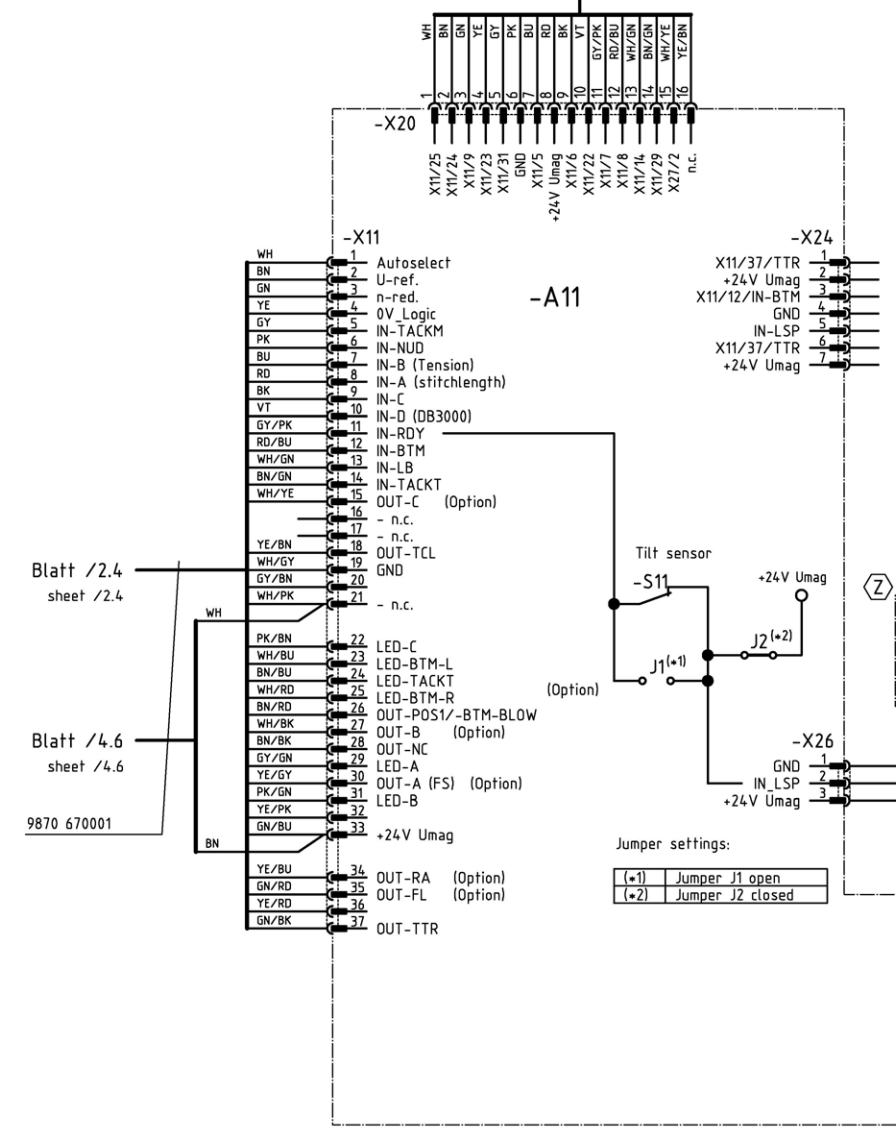 WH BN GN YE GY PK BU RD BK VT GY/PK RD/BU WH/GN BN/GN WH/YE YE/BN
1 2 3 4 5 6 7 8 9 10 11 12 13 14 15 16
-X20
X11/25 X11/24 X11/9 X11/23 X11/31 GND X11/5 +24V Umag X11/6 X11/22 X11/7 X11/8 X11/14 X11/29 X27/2 n.c.
-X11
WH 1 Autoselect
BN 2 U-ref.
GN 3 n-red.
YE 4 0V_Logic
GY 5 IN-TACKM
PK 6 IN-NUD
BU 7 IN-B (Tension)
RD 8 IN-A (stitchlength)
BK 9 IN-C
VT 10 IN-D (DB3000)
GY/PK 11 IN-RDY
RD/BU 12 IN-BTM
WH/GN 13 IN-LB
BN/GN 14 IN-TACKT
WH/YE 15 OUT-C (Option)
16 - n.c.
17 - n.c.
YE/BN 18 OUT-TCL
WH/GY 19 GND
GY/BN 20
WH/PK 21 - n.c.
WH
PK/BN 22 LED-C
WH/BU 23 LED-BTM-L
BN/BU 24 LED-TACKT
WH/RD 25 LED-BTM-R
BN/RD 26 OUT-POS1/-BTM-BLOW
WH/BK 27 OUT-B (Option)
BN/BK 28 OUT-NC
GY/GN 29 LED-A
YE/GY 30 OUT-A (FS) (Option)
PK/GN 31 LED-B
YE/PK 32
GN/BU 33 +24V Umag
BN
YE/BU 34 OUT-RA (Option)
GN/RD 35 OUT-FL (Option)
YE/RD 36
GN/BK 37 OUT-TTR
Blatt /2.4
sheet /2.4
Blatt /4.6
sheet /4.6
9870 670001
-A11
-X24
X11/37/TTR 1
+24V Umag 2
X11/12/IN-BTM 3
GND 4
IN-LSP 5
X11/37/TTR 6
+24V Umag 7
Tilt sensor
-S11
+24V Umag
Z
J2(*2)
J1(*1)
(Option)
-X26
GND 1
IN_LSP 2
+24V Umag 3
Jumper settings:
(*1) Jumper J1 open
(*2) Jumper J2 closed